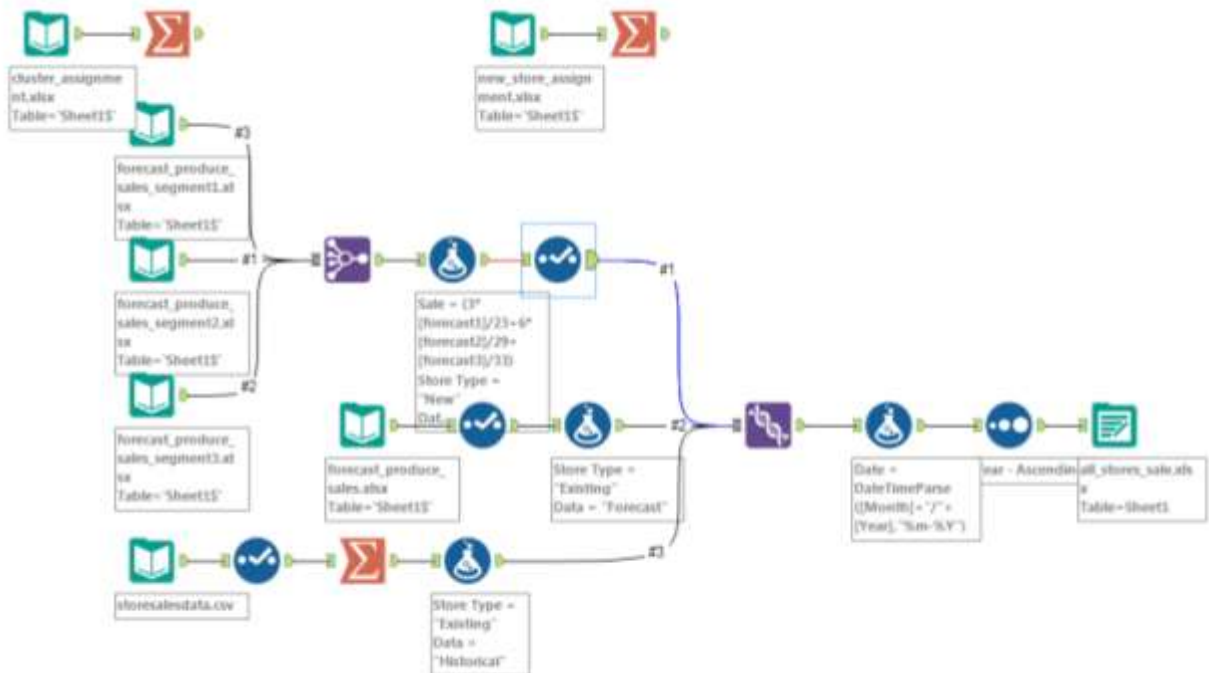 cluster_assignme
nt.xlsx
Table=`Sheet1$`
new_store_assign
ment.xlsx
Table=`Sheet1$`
#3
forecast_produce_
sales_segment1.xl
sx
Table=`Sheet1$`
#1
forecast_produce_
sales_segment2.xl
sx
Table=`Sheet1$`
#2
forecast_produce_
sales_segment3.xl
sx
Table=`Sheet1$`
Sale = (3*
[forecast1]/23+6*
[forecast2]/29+
[forecast3]/33)
Store Type =
"New"
Dat
#1
forecast_produce_
sales.xlsx
Table=`Sheet1$`
Store Type =
"Existing"
Data = "Forecast"
#2
storesalesdata.csv
Store Type =
"Existing"
Data =
"Historical"
#3
Date =
DateTimeParse
([Month]+"/"+
[Year],"%m-%Y")
ear - Ascendin
all_stores_sale.xls
x
Table=Sheet1